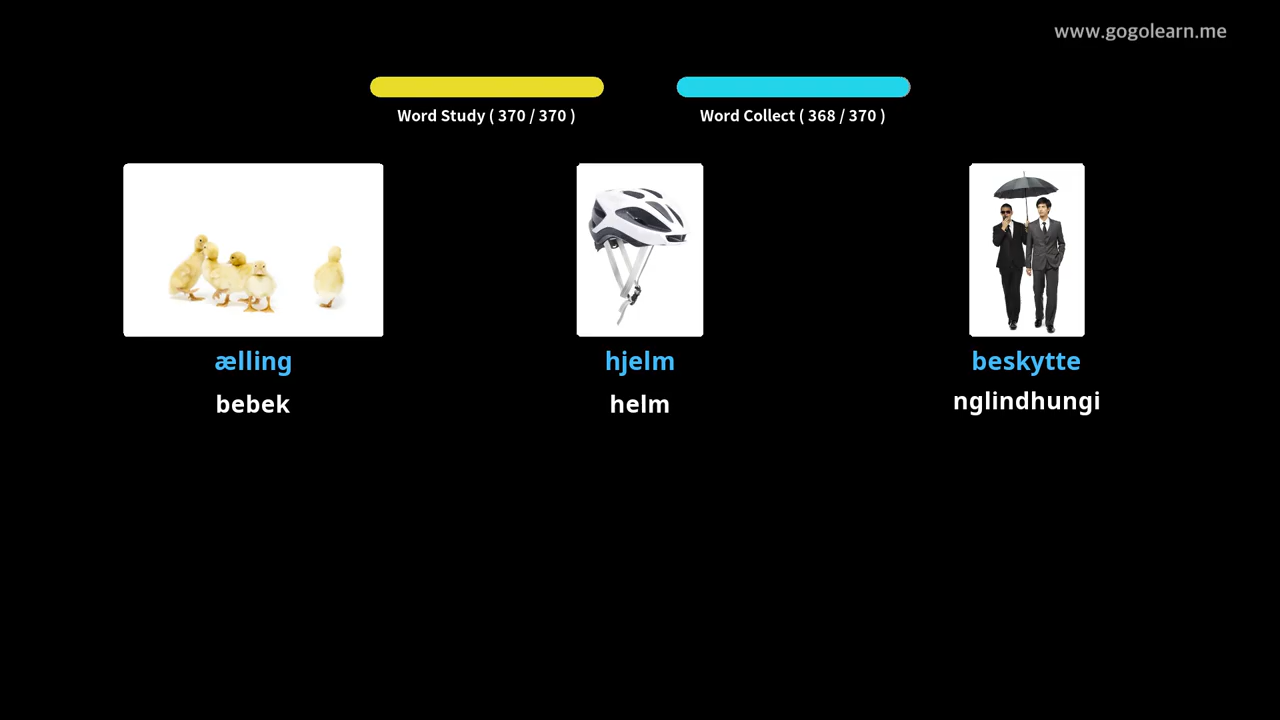 www.gogolearn.me
Word Study ( 370 / 370 )
Word Collect ( 368 / 370 )
ælling
hjelm
beskytte
bebek
helm
nglindhungi